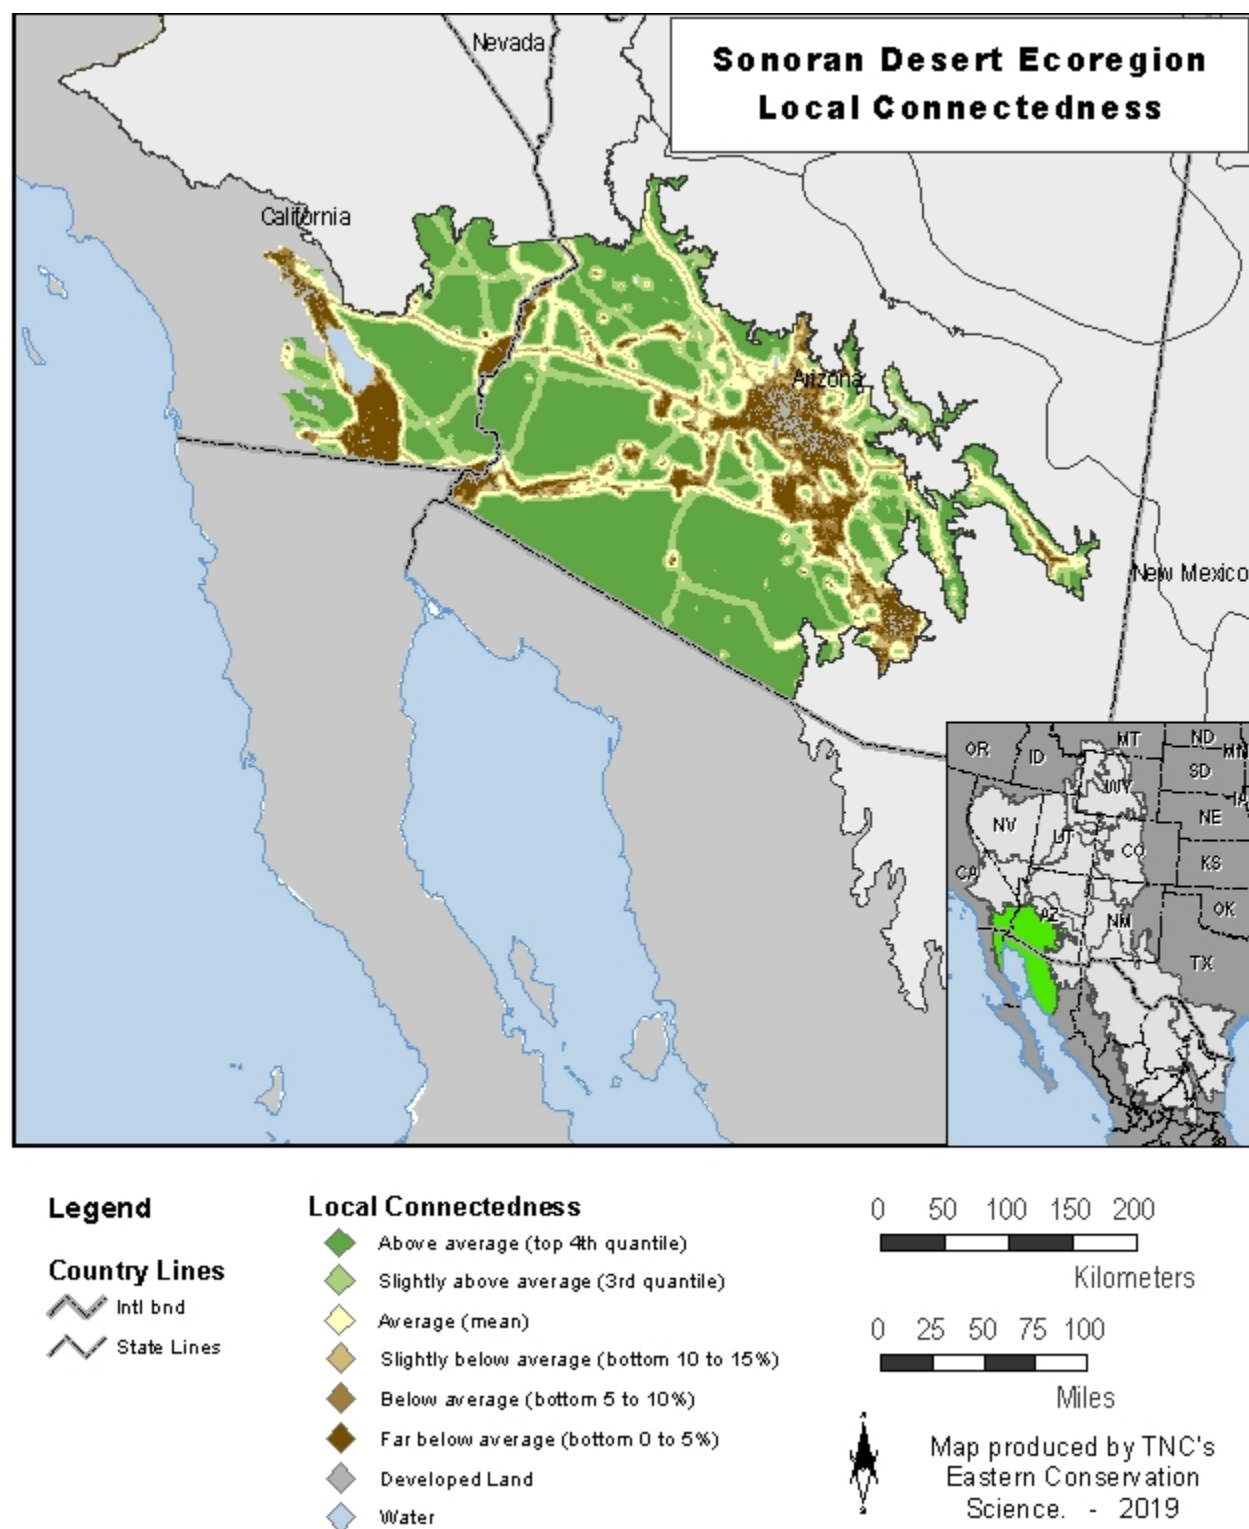 Sonoran Desert Ecoregion
Local Connectedness
Nevada
California
Arizona
New Mexico
OR
ID
MT
ND
MN
SD
WY
IA
NE
NV
UT
CO
CA
KS
AZ
NM
OK
TX
Legend
Country Lines
Intl bnd
State Lines
Local Connectedness
Above average (top 4th quantile)
Slightly above average (3rd quantile)
Average (mean)
Slightly below average (bottom 10 to 15%)
Below average (bottom 5 to 10%)
Far below average (bottom 0 to 5%)
Developed Land
Water
0 50 100 150 200
Kilometers
0 25 50 75 100
Miles
Map produced by TNC's
Eastern Conservation
Science. - 2019